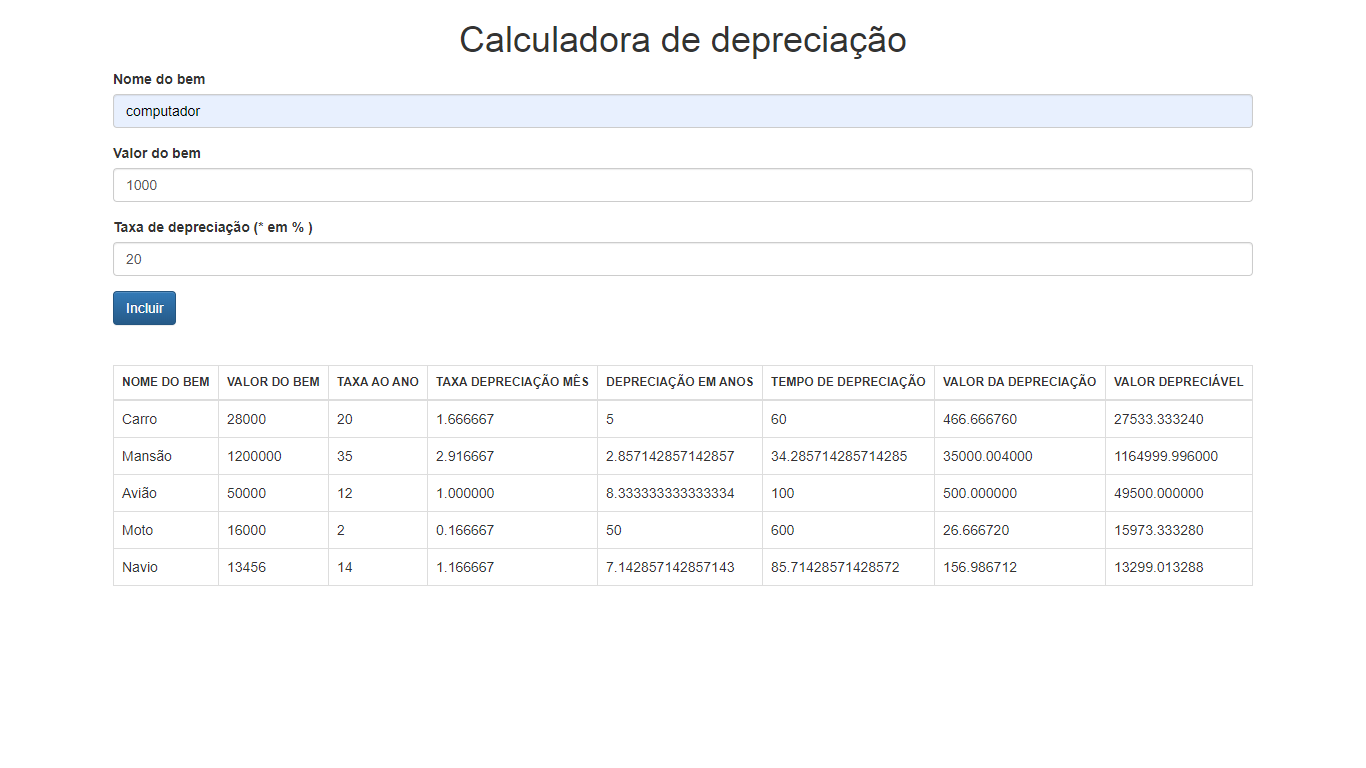 Calculadora de depreciação
Nome do bem
computador
Valor do bem
1000
Taxa de depreciação (* em % )
20
Incluir
NOME DO BEM VALOR DO BEM TAXA AO ANO TAXA DEPRECIAÇÃO MÊS DEPRECIAÇÃO EM ANOS TEMPO DE DEPRECIAÇÃO VALOR DA DEPRECIAÇÃO VALOR DEPRECIÁVEL
Carro 28000 20 1.666667 5 60 466.666760 27533.333240
Mansão 1200000 35 2.916667 2.857142857142857 34.285714285714285 35000.004000 1164999.996000
Avião 50000 12 1.000000 8.333333333333334 100 500.000000 49500.000000
Moto 16000 2 0.166667 50 600 26.666720 15973.333280
Navio 13456 14 1.166667 7.142857142857143 85.71428571428572 156.986712 13299.013288